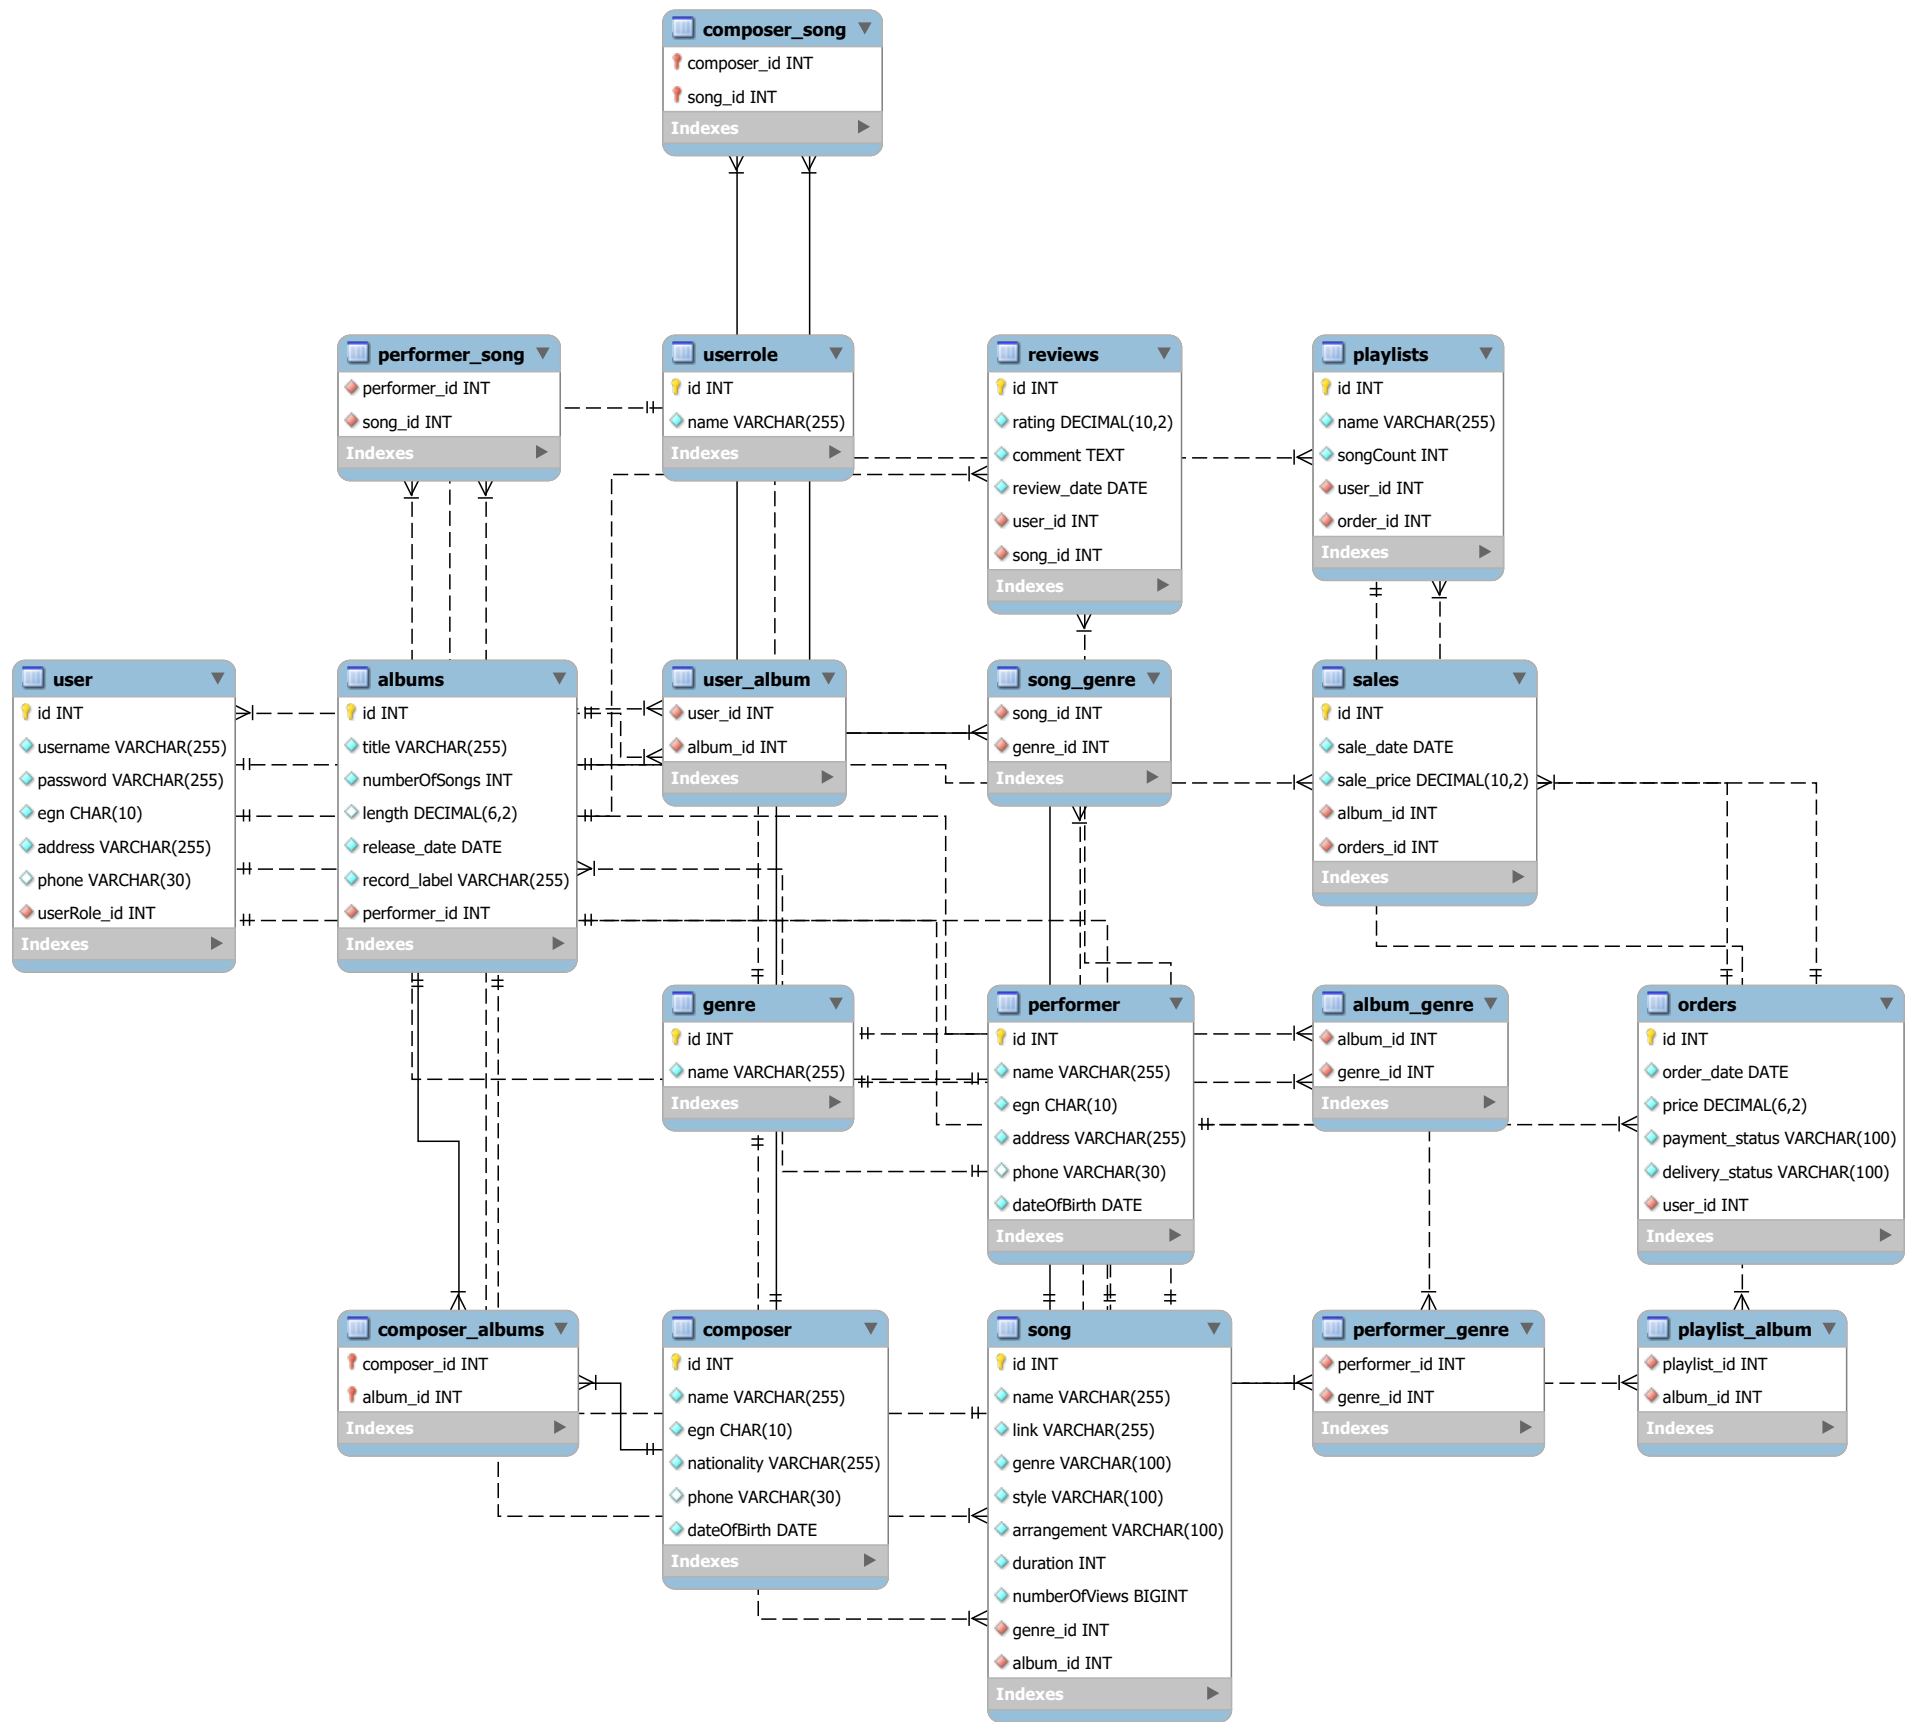 composer_song
composer_id INT
song_id INT
Indexes
performer_song
performer_id INT
song_id INT
Indexes
userrole
id INT
name VARCHAR(255)
Indexes
reviews
id INT
rating DECIMAL(10,2)
comment TEXT
review_date DATE
user_id INT
song_id INT
Indexes
playlists
id INT
name VARCHAR(255)
songCount INT
user_id INT
order_id INT
Indexes
user
id INT
username VARCHAR(255)
password VARCHAR(255)
egn CHAR(10)
address VARCHAR(255)
phone VARCHAR(30)
userRole_id INT
Indexes
albums
id INT
title VARCHAR(255)
numberOfSongs INT
length DECIMAL(6,2)
release_date DATE
record_label VARCHAR(255)
performer_id INT
Indexes
user_album
user_id INT
album_id INT
Indexes
song_genre
song_id INT
genre_id INT
Indexes
sales
id INT
sale_date DATE
sale_price DECIMAL(10,2)
album_id INT
orders_id INT
Indexes
genre
id INT
name VARCHAR(255)
Indexes
performer
id INT
name VARCHAR(255)
egn CHAR(10)
address VARCHAR(255)
phone VARCHAR(30)
dateOfBirth DATE
Indexes
album_genre
album_id INT
genre_id INT
Indexes
orders
id INT
order_date DATE
price DECIMAL(6,2)
payment_status VARCHAR(100)
delivery_status VARCHAR(100)
user_id INT
Indexes
composer_albums
composer_id INT
album_id INT
Indexes
composer
id INT
name VARCHAR(255)
egn CHAR(10)
nationality VARCHAR(255)
phone VARCHAR(30)
dateOfBirth DATE
Indexes
song
id INT
name VARCHAR(255)
link VARCHAR(255)
genre VARCHAR(100)
style VARCHAR(100)
arrangement VARCHAR(100)
duration INT
numberOfViews BIGINT
genre_id INT
album_id INT
Indexes
performer_genre
performer_id INT
genre_id INT
Indexes
playlist_album
playlist_id INT
album_id INT
Indexes